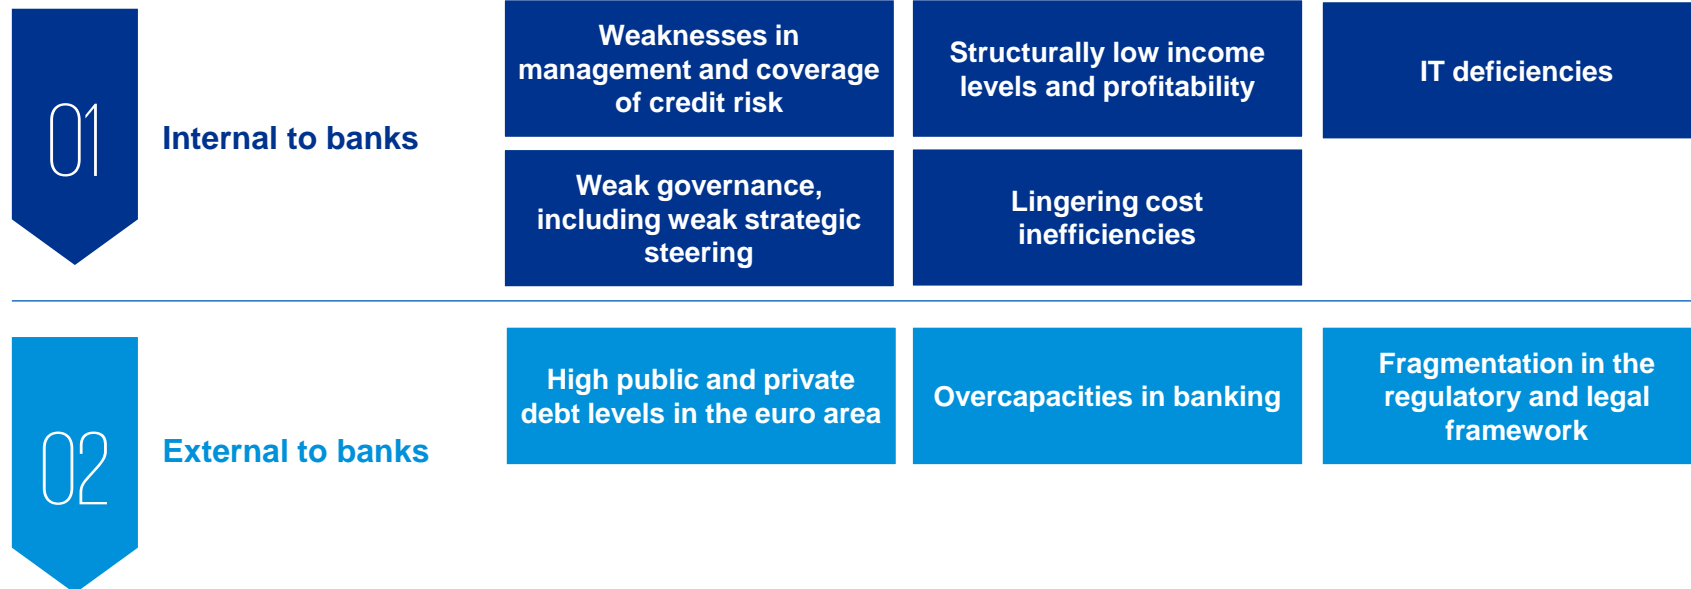 01
Internal to banks
Weaknesses in
management and coverage
of credit risk
Structurally low income
levels and profitability
IT deficiencies
Weak governance,
including weak strategic
steering
Lingering cost
inefficiencies
02
External to banks
High public and private
debt levels in the euro area
Overcapacities in banking
Fragmentation in the
regulatory and legal
framework